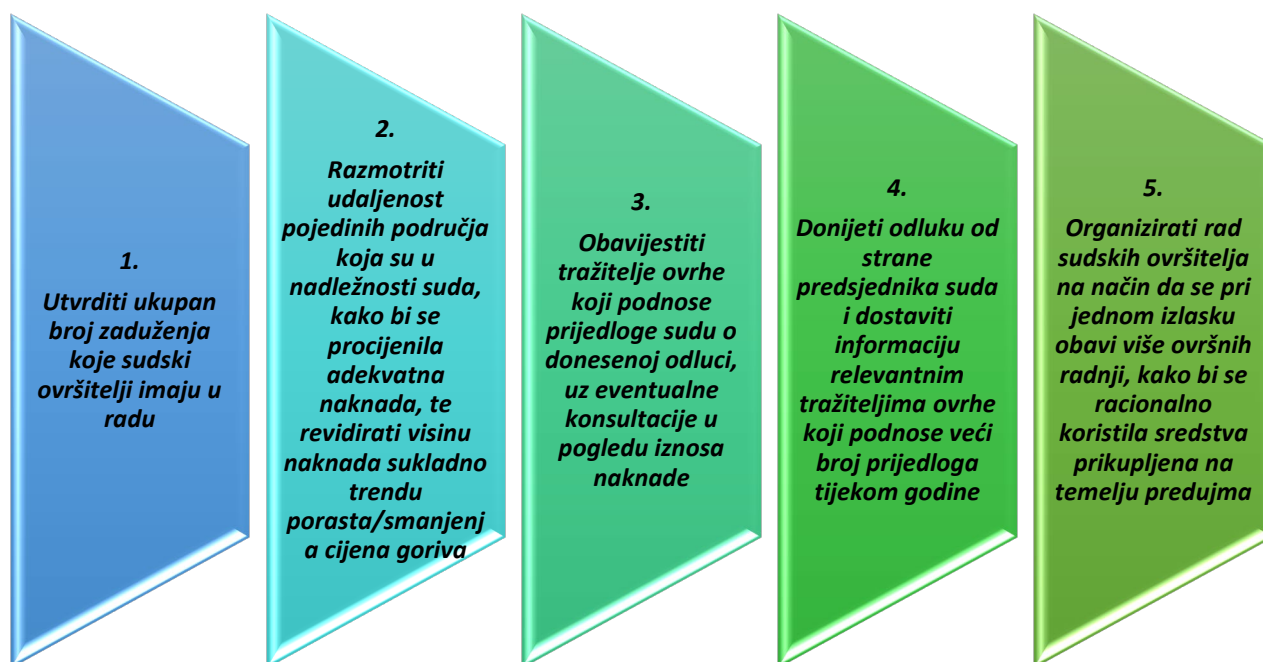 1.
Utvrditi ukupan
broj zaduženja
koje sudski
ovršitelji imaju u
radu
2.
Razmotriti
udaljenost
pojedinih područja
koja su u
nadležnosti suda,
kako bi se
procijenila
adekvatna
naknada, te
revidirati visinu
naknada sukladno
trendu
porasta/smanjenj
a cijena goriva
3.
Obavijestiti
tražitelje ovrhe
koji podnose
prijedloge sudu o
donesenoj odluci,
uz eventualne
konsultacije u
pogledu iznosa
naknade
4.
Donijeti odluku od
strane
predsjednika suda
i dostaviti
informaciju
relevantnim
tražiteljima ovrhe
koji podnose veći
broj prijedloga
tijekom godine
5.
Organizirati rad
sudskih ovršitelja
na način da se pri
jednom izlasku
obavi više ovršnih
radnji, kako bi se
racionalno
koristila sredstva
prikupljena na
temelju predujma